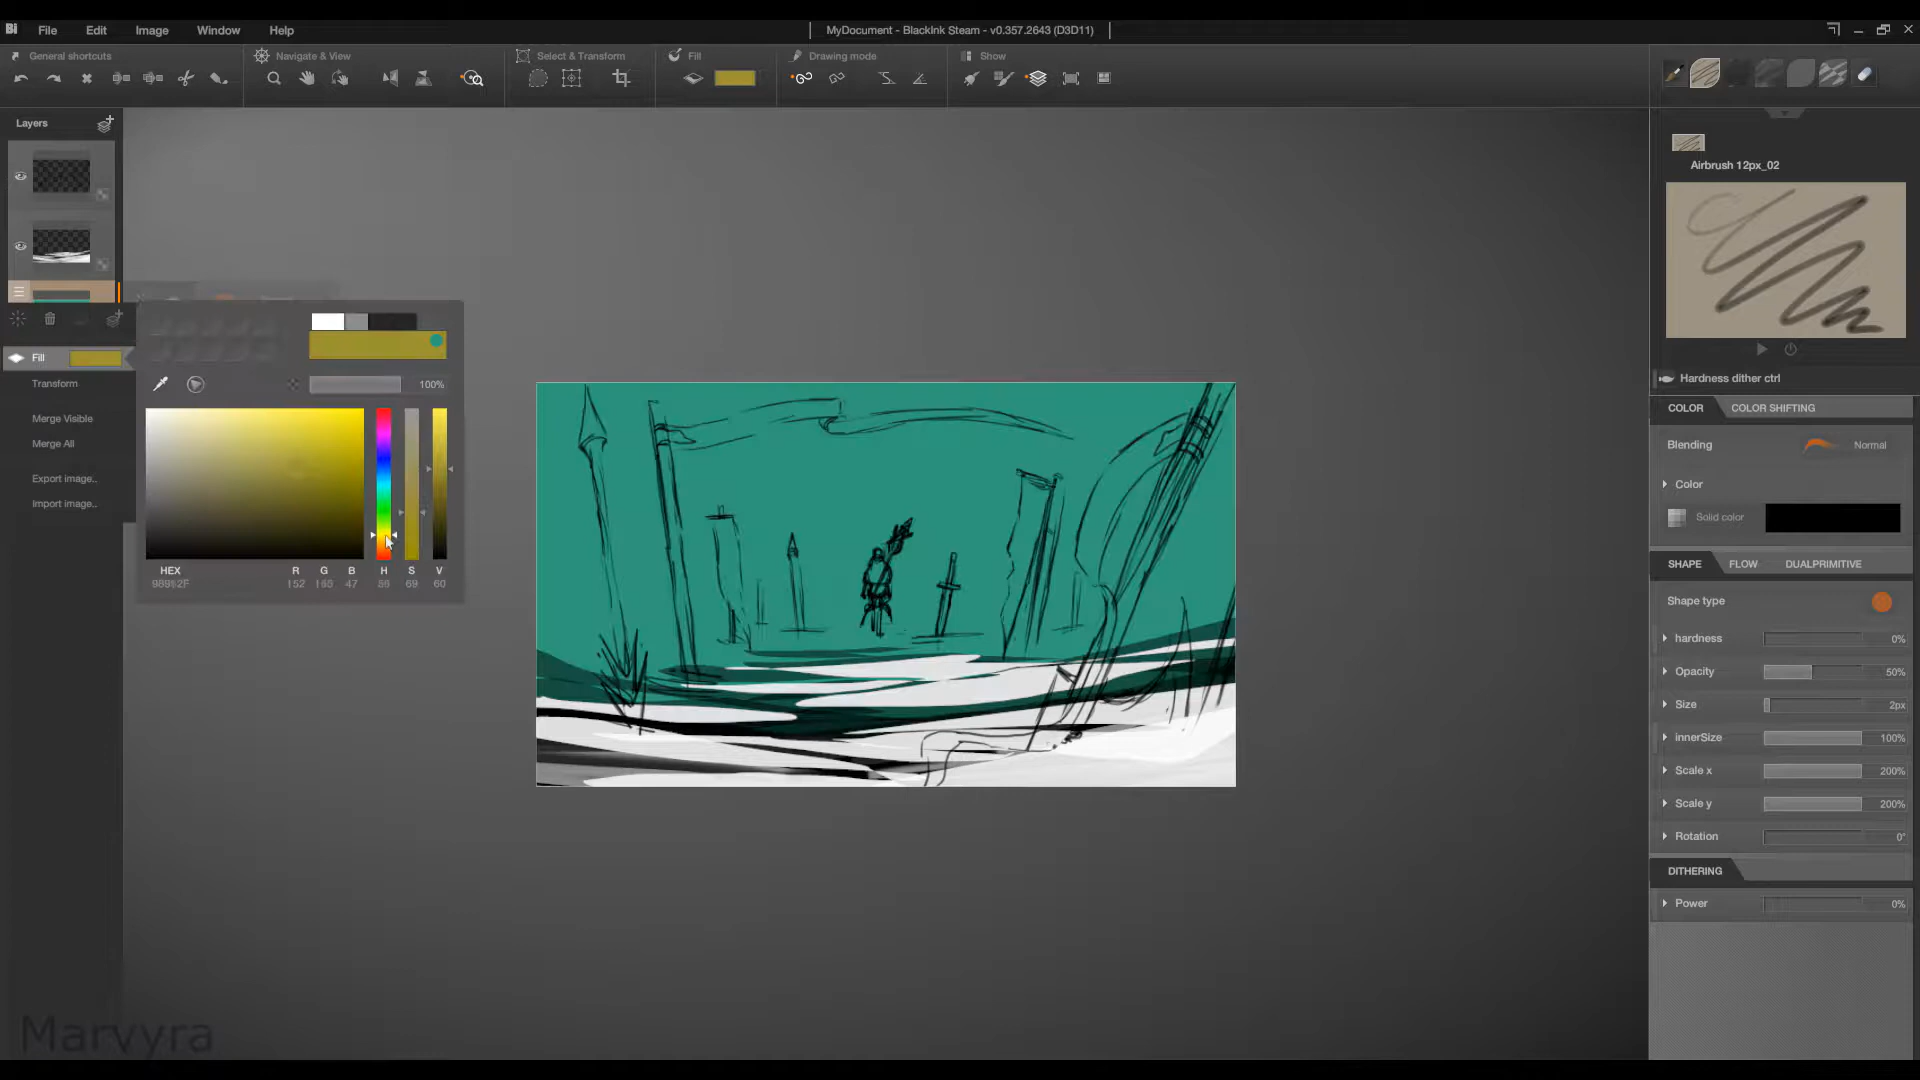 Bi File Edit Image Window Help MyDocument - BlackInk Steam - v0.357.2643 (D3D11)
General shortcuts Navigate & View Select & Transform Fill Drawing mode Show
Layers
Airbrush 12px_02
Fill
Transform
Merge Visible
Merge All
Export image..
Import image..
100%
HEX R G B H S V
152 47 69 60
Hardness dither ctrl
COLOR COLOR SHIFTING
Blending Normal
Color
Solid color
SHAPE FLOW DUALPRIMITIVE
Shape type
hardness 0%
Opacity 50%
Size 2px
innerSize 100%
Scale x 200%
Scale y 200%
Rotation 0°
DITHERING
Power 0%
Marvyra